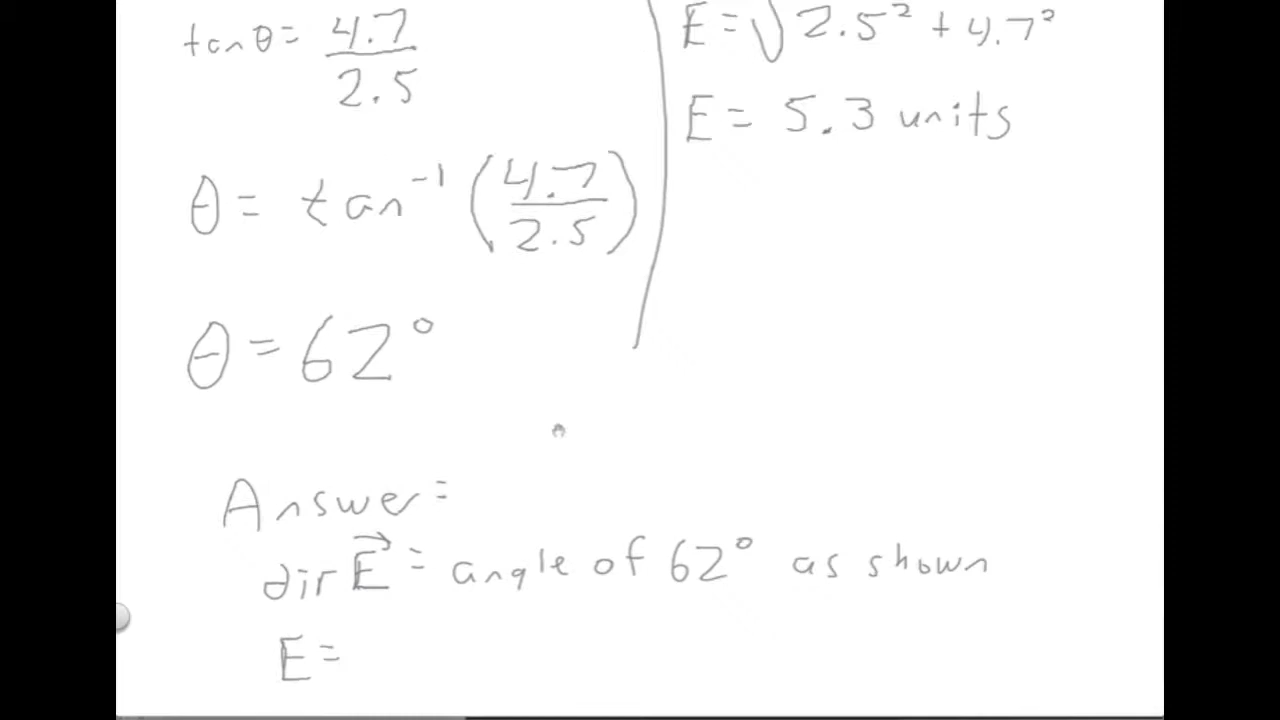 tanθ = 4.7/2.5
θ = tan⁻¹(4.7/2.5)
θ = 62°
E = √2.5² + 4.7²
E = 5.3 units
Answer =
dir E⃗ = angle of 62° as shown
E =